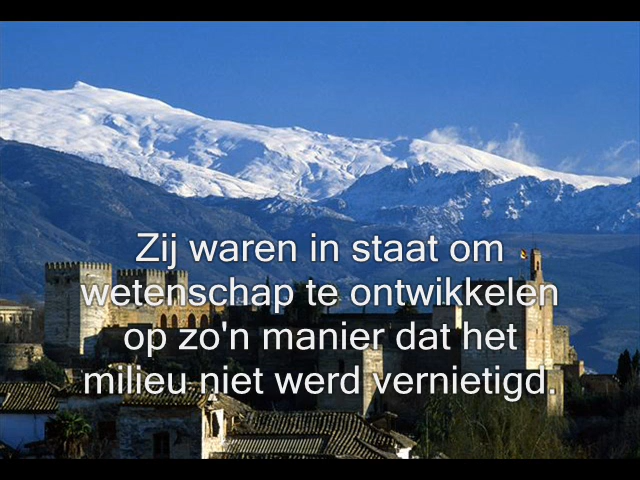 Zij waren in staat om
wetenschap te ontwikkelen
op zo'n manier dat het
milieu niet werd vernietigd.